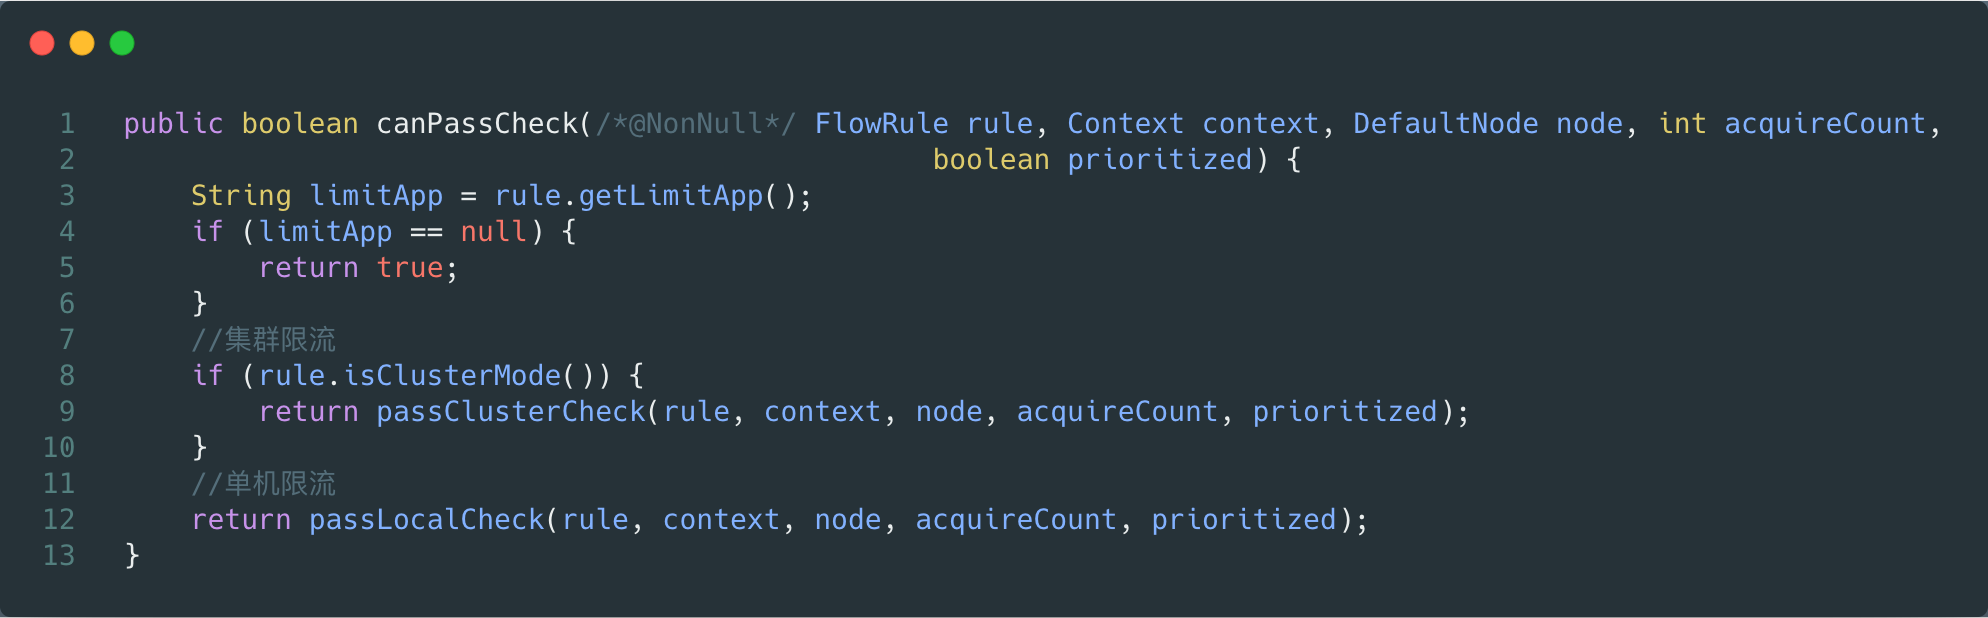 1 public boolean canPassCheck(/*@NonNull*/ FlowRule rule, Context context, DefaultNode node, int acquireCount,
2 boolean prioritized) {
3 String limitApp = rule.getLimitApp();
4 if (limitApp == null) {
5 return true;
6 }
7 //集群限流
8 if (rule.isClusterMode()) {
9 return passClusterCheck(rule, context, node, acquireCount, prioritized);
10 }
11 //单机限流
12 return passLocalCheck(rule, context, node, acquireCount, prioritized);
13 }